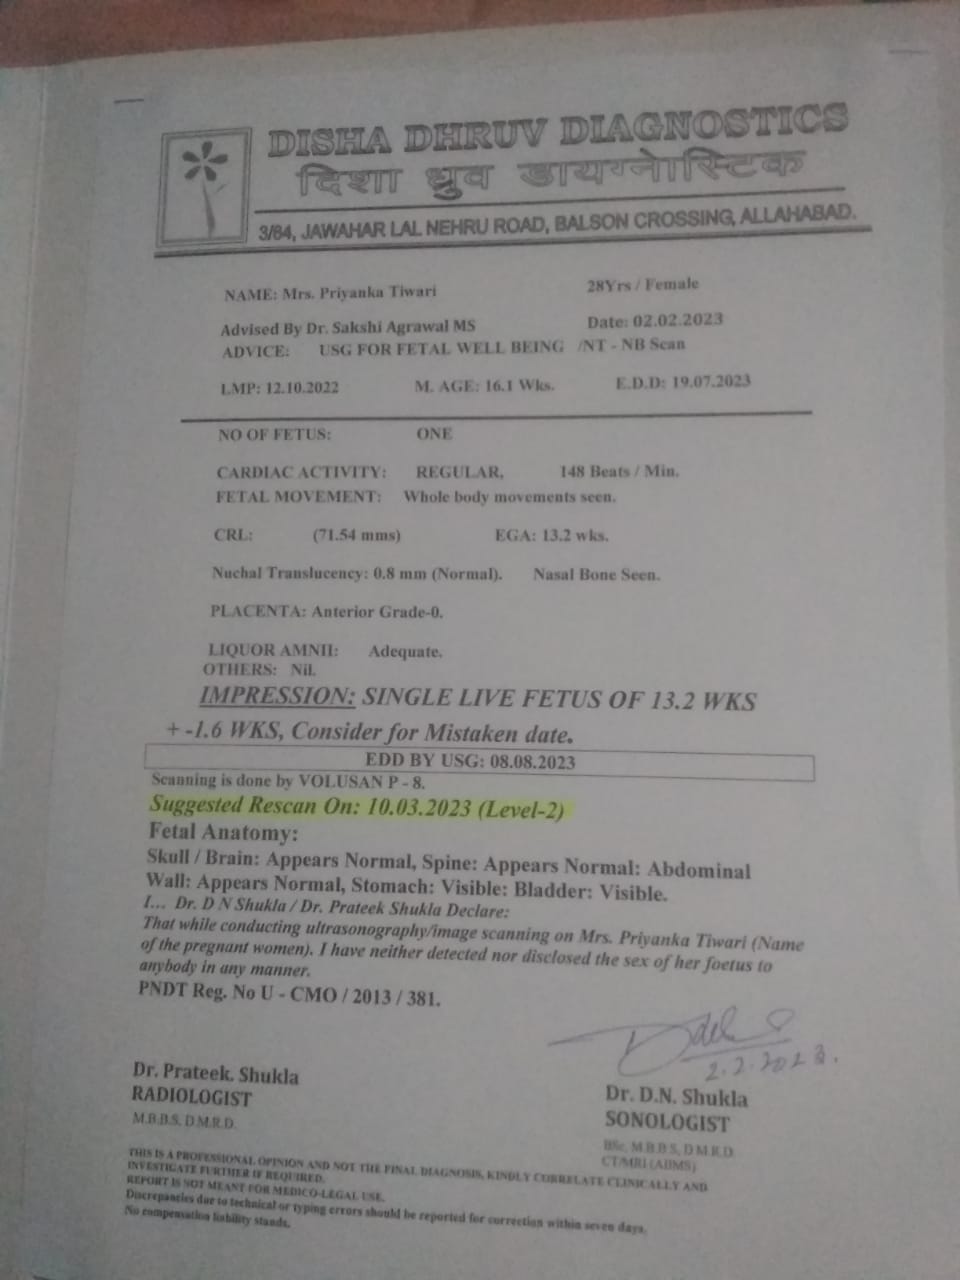 DISHA DHRUV DIAGNOSTICS
दिशा ध्रुव डायग्नोस्टिक
3/64, JAWAHAR LAL NEHRU ROAD, BALSON CROSSING, ALLAHABAD.
NAME: Mrs. Priyanka Tiwari 28Yrs / Female
Advised By Dr. Sakshi Agrawal MS Date: 02.02.2023
ADVICE: USG FOR FETAL WELL BEING /NT - NB Scan
LMP: 12.10.2022 M. AGE: 16.1 Wks. E.D.D: 19.07.2023
NO OF FETUS: ONE
CARDIAC ACTIVITY: REGULAR, 148 Beats / Min.
FETAL MOVEMENT: Whole body movements seen.
CRL: (71.54 mms) EGA: 13.2 wks.
Nuchal Translucency: 0.8 mm (Normal). Nasal Bone Seen.
PLACENTA: Anterior Grade-0.
LIQUOR AMNII: Adequate.
OTHERS: Nil.
IMPRESSION: SINGLE LIVE FETUS OF 13.2 WKS
+ -1.6 WKS, Consider for Mistaken date.
EDD BY USG: 08.08.2023
Scanning is done by VOLUSAN P - 8.
Suggested Rescan On: 10.03.2023 (Level-2)
Fetal Anatomy:
Skull / Brain: Appears Normal, Spine: Appears Normal: Abdominal
Wall: Appears Normal, Stomach: Visible: Bladder: Visible.
I... Dr. D N Shukla / Dr. Prateek Shukla Declare:
That while conducting ultrasonography/image scanning on Mrs. Priyanka Tiwari (Name
of the pregnant women). I have neither detected nor disclosed the sex of her foetus to
anybody in any manner.
PNDT Reg. No U - CMO / 2013 / 381.
2.2.2023.
Dr. Prateek. Shukla Dr. D.N. Shukla
RADIOLOGIST SONOLOGIST
M.B.B.S, D.M.R.D. BSc, M.B.B.S, D.M.R.D
CT/MRI (AIIMS)
THIS IS A PROFESSIONAL OPINION AND NOT THE FINAL DIAGNOSIS, KINDLY CORRELATE CLINICALLY AND
INVESTIGATE FURTHER IF REQUIRED.
REPORT IS NOT MEANT FOR MEDICO-LEGAL USE.
Discrepancies due to technical or typing errors should be reported for correction within seven days.
No compensation liability stands.